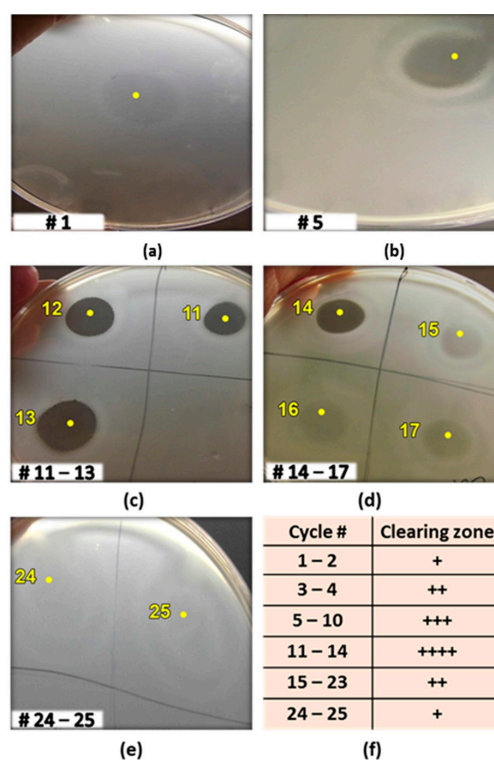 # 1
(a)
# 5
(b)
12
11
13
# 11 – 13
(c)
14
15
16
17
# 14 – 17
(d)
24
25
# 24 – 25
(e)
Cycle # Clearing zone
1 – 2 +
3 – 4 ++
5 – 10 +++
11 – 14 ++++
15 – 23 ++
24 – 25 +
(f)